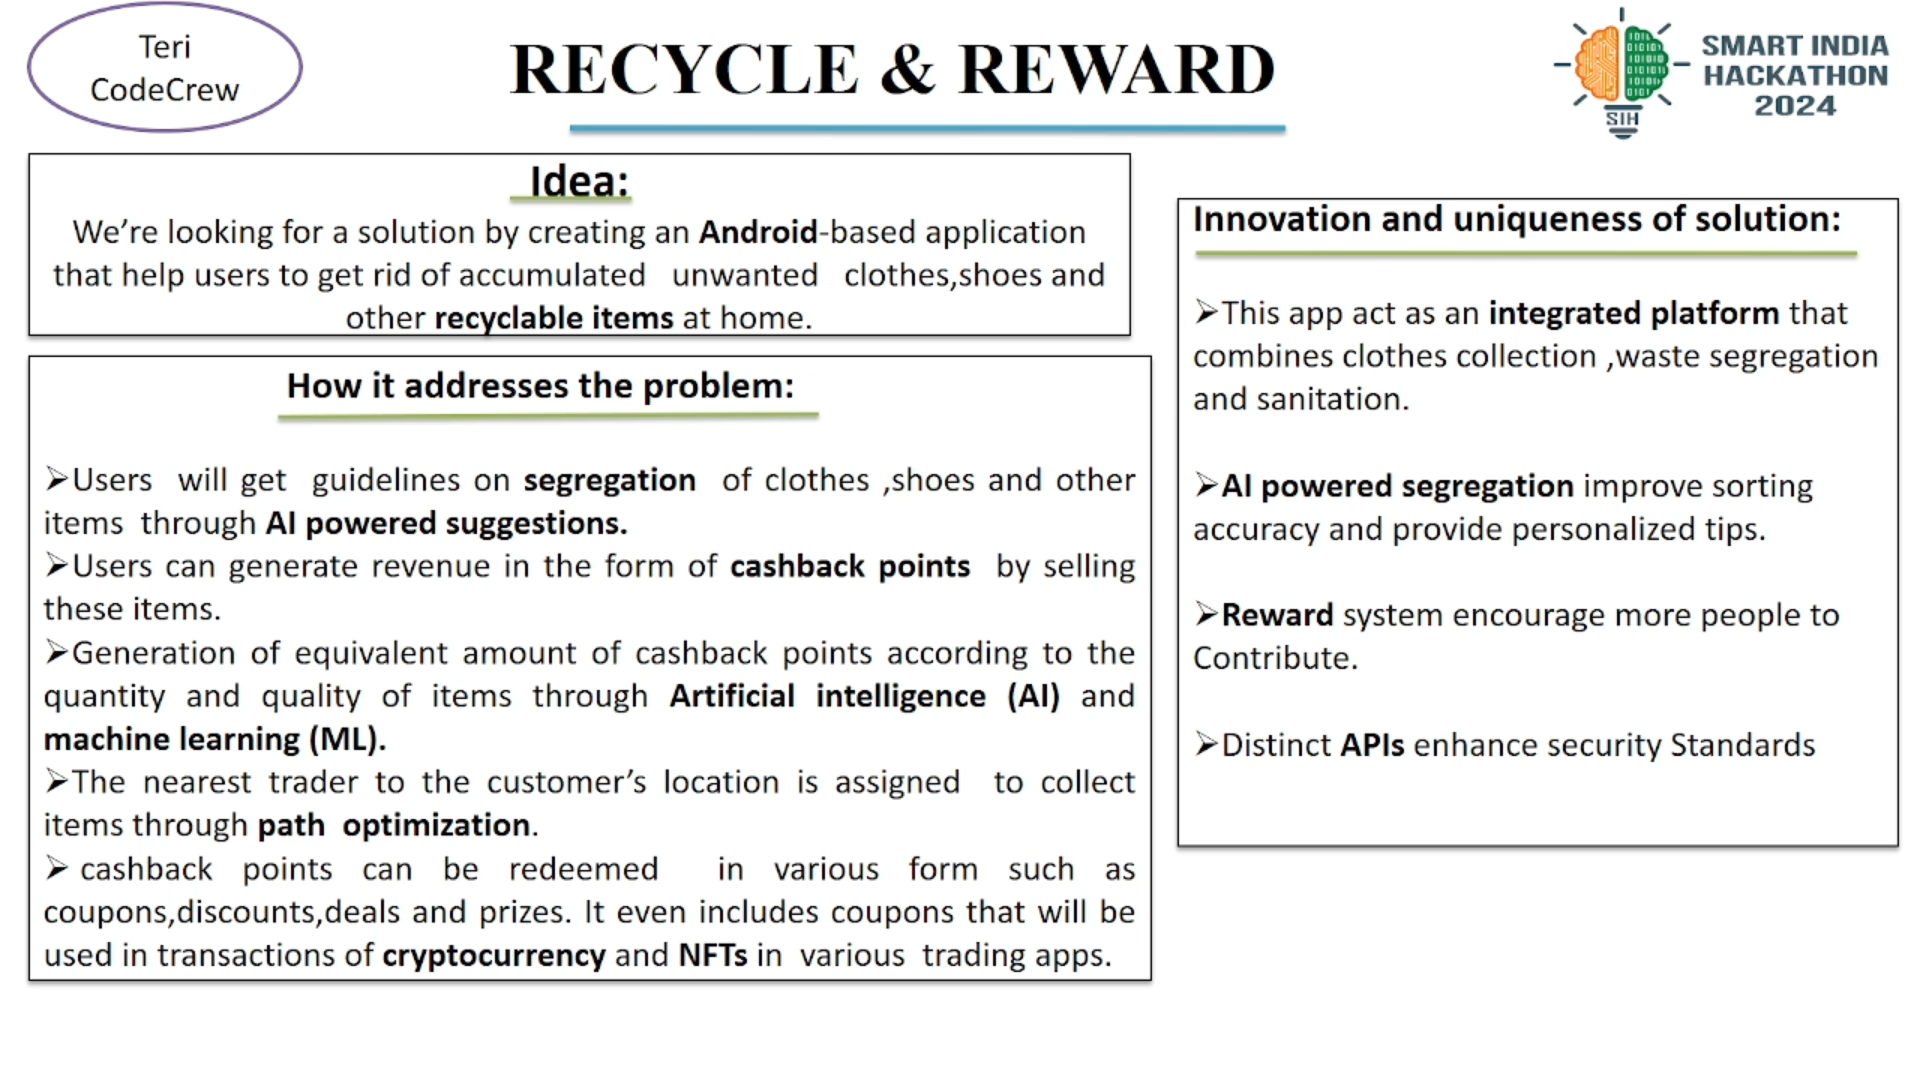 Teri
CodeCrew
RECYCLE & REWARD
SMART INDIA
HACKATHON
2024
SIH
Idea:
We’re looking for a solution by creating an Android-based application
that help users to get rid of accumulated unwanted clothes,shoes and
other recyclable items at home.
How it addresses the problem:
➢Users will get guidelines on segregation of clothes ,shoes and other
items through AI powered suggestions.
➢Users can generate revenue in the form of cashback points by selling
these items.
➢Generation of equivalent amount of cashback points according to the
quantity and quality of items through Artificial intelligence (AI) and
machine learning (ML).
➢The nearest trader to the customer’s location is assigned to collect
items through path optimization.
➢ cashback points can be redeemed in various form such as
coupons,discounts,deals and prizes. It even includes coupons that will be
used in transactions of cryptocurrency and NFTs in various trading apps.
Innovation and uniqueness of solution:
➢This app act as an integrated platform that
combines clothes collection ,waste segregation
and sanitation.
➢AI powered segregation improve sorting
accuracy and provide personalized tips.
➢Reward system encourage more people to
Contribute.
➢Distinct APIs enhance security Standards